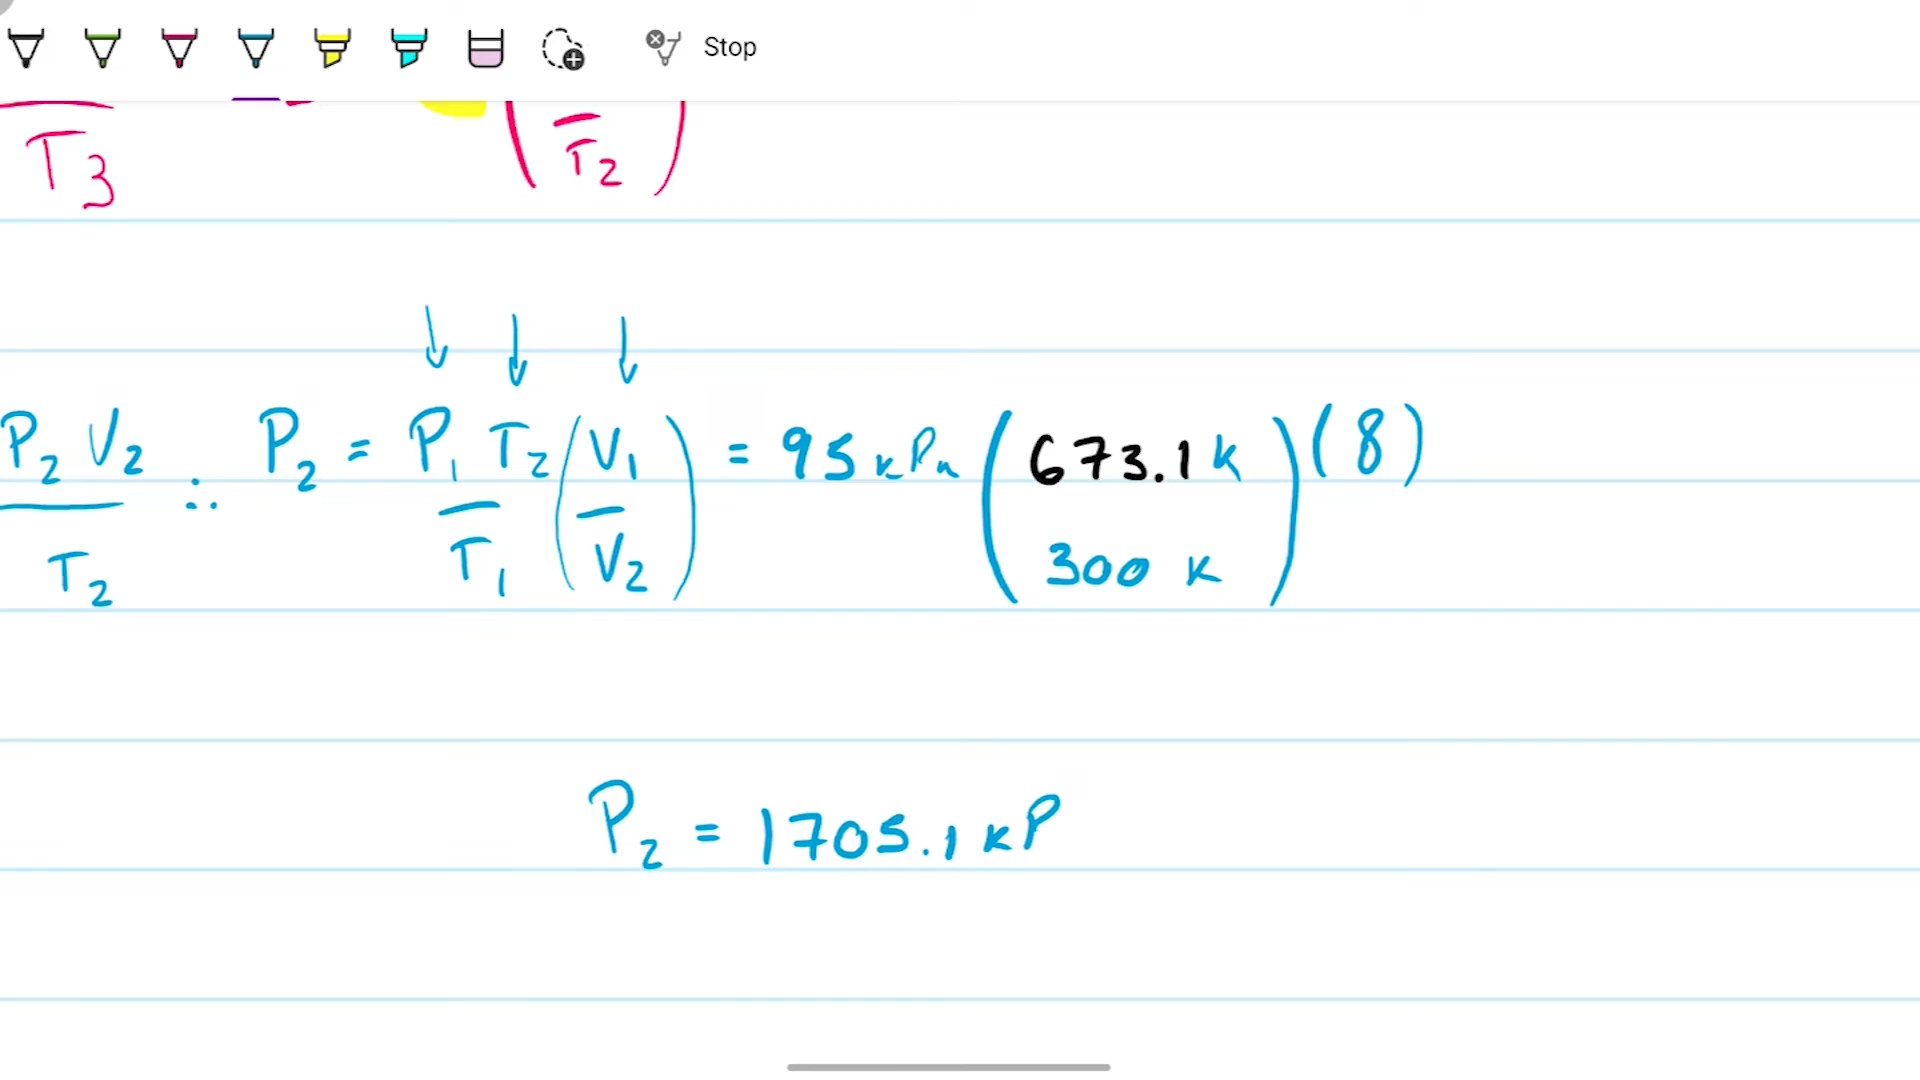 Stop
T3 T2
P2 V2 ∴ P2 = P1 T2 (V1) = 95 kPa (673.1 K) (8)
T2 T1 V2 300 K
P2 = 1705.1 kP